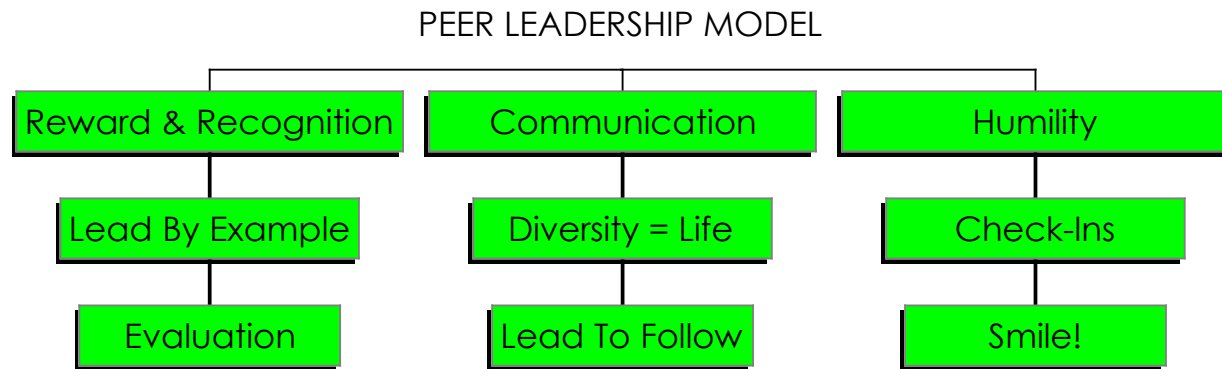 PEER LEADERSHIP MODEL
Reward & Recognition
Communication
Humility
Lead By Example
Diversity = Life
Check-Ins
Evaluation
Lead To Follow
Smile!